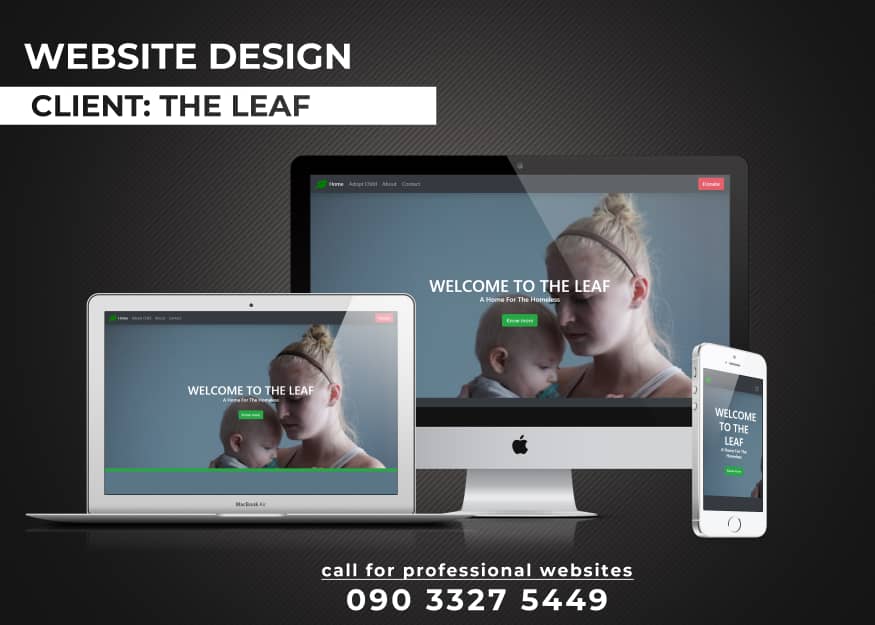 WEBSITE DESIGN
CLIENT: THE LEAF
Home Adopt Child About Contact
Donate
WELCOME TO THE LEAF
A Home For The Homeless
Know more
Home Adopt Child About Contact
Donate
WELCOME TO THE LEAF
A Home For The Homeless
Know more
MacBook Air
WELCOME
TO THE
LEAF
A Home For The
Homeless
Know more
call for professional websites
090 3327 5449